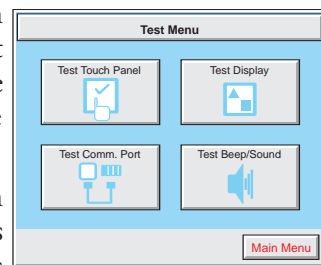 Test Menu
Test Touch Panel
Test Display
Test Comm. Port
Test Beep/Sound
Main Menu